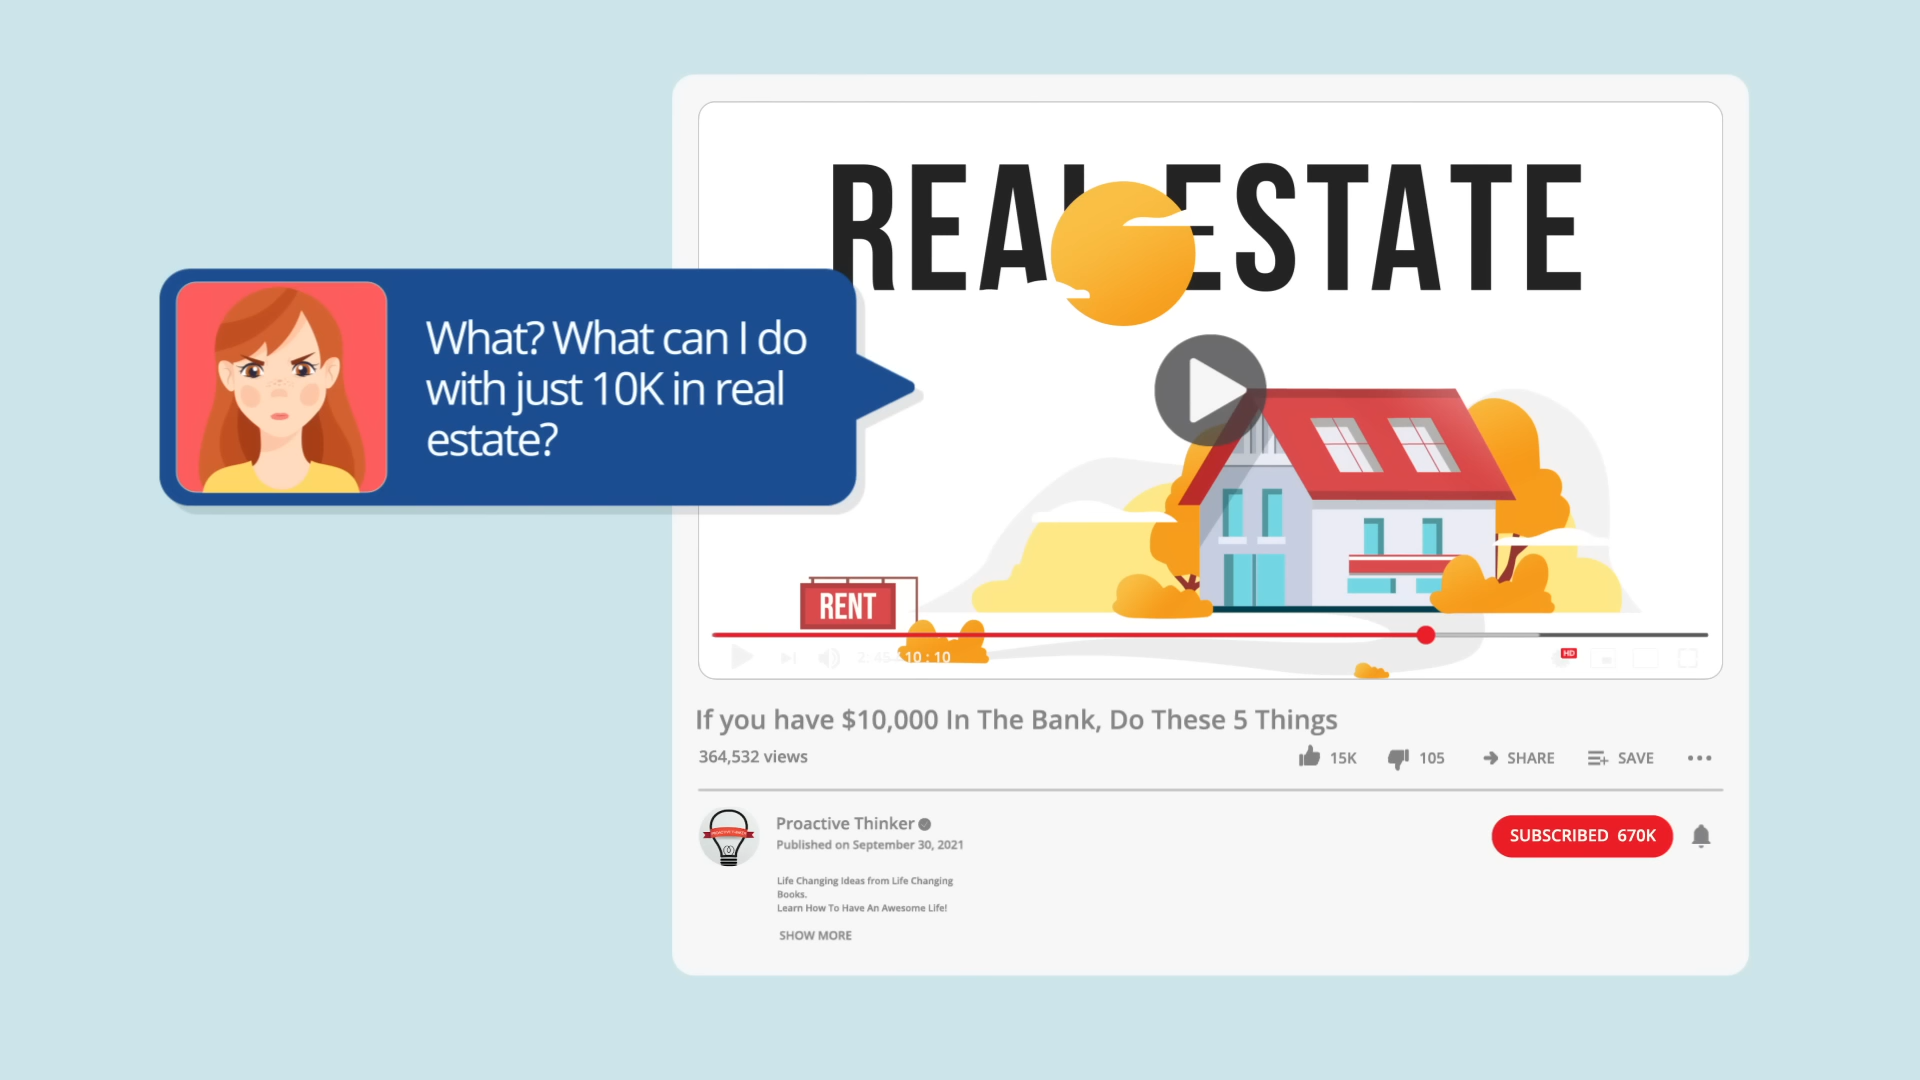 REAL ESTATE
What? What can I do
with just 10K in real
estate?
RENT
2:45 / 10:10
HD
If you have $10,000 In The Bank, Do These 5 Things
364,532 views
15K
105
SHARE
SAVE
Proactive Thinker
Published on September 30, 2021
SUBSCRIBED 670K
Life Changing Ideas from Life Changing
Books.
Learn How To Have An Awesome Life!
SHOW MORE